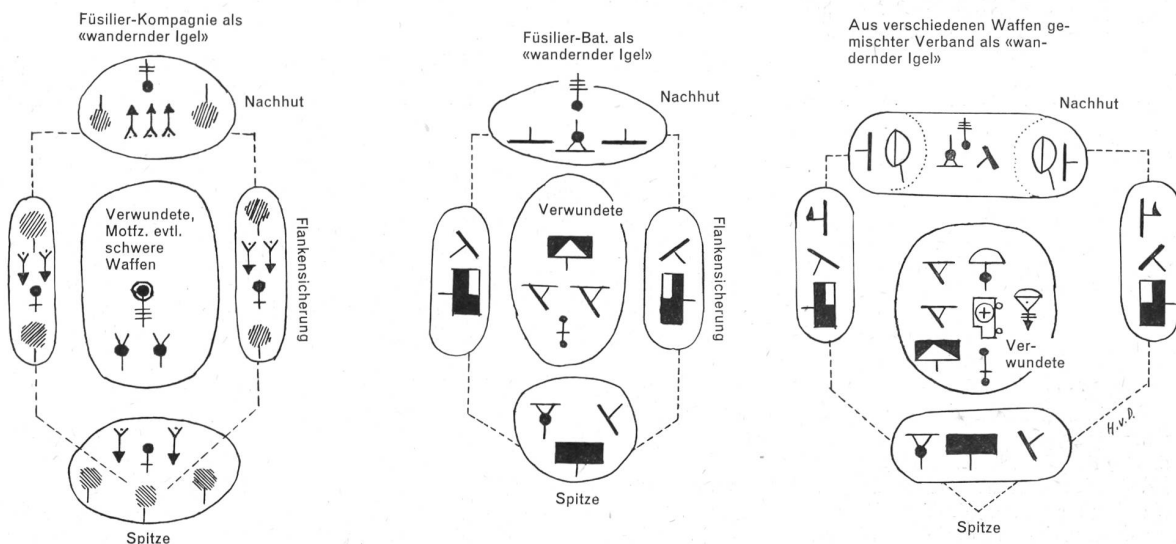 Füsilier-Kompagnie als
«wandernder Igel»
Nachhut
Verwundete,
Motfz. evtl.
schwere
Waffen
Flankensicherung
Spitze
Füsilier-Bat. als
«wandernder Igel»
Nachhut
Verwundete
Flankensicherung
Spitze
Aus verschiedenen Waffen ge-
mischter Verband als «wan-
dernder Igel»
Nachhut
Ver-
wundete
H.v.D.
Spitze